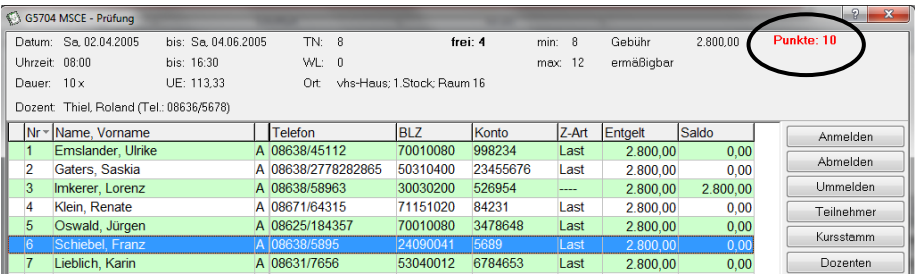 G5704 MSCE - Prüfung
Datum: Sa, 02.04.2005 bis: Sa, 04.06.2005 TN: 8 frei: 4 min: 8 Gebühr 2.800,00 Punkte: 10
Uhrzeit: 08:00 bis: 16:30 WL: 0 max: 12 ermäßigbar
Dauer: 10 x UE: 113,33 Ort: vhs-Haus; 1.Stock; Raum 16
Dozent: Thiel, Roland (Tel.: 08636/5678)
Nr Name, Vorname Telefon BLZ Konto Z-Art Entgelt Saldo Anmelden
1 Emslander, Ulrike A 08638/45112 70010080 998234 Last 2.800,00 0,00
2 Gaters, Saskia A 08638/2778282865 50310400 23455676 Last 2.800,00 0,00 Abmelden
3 Imkerer, Lorenz A 08638/58963 30030200 526954 ---- 2.800,00 2.800,00 Ummelden
4 Klein, Renate A 08671/64315 71151020 84231 Last 2.800,00 0,00 Teilnehmer
5 Oswald, Jürgen A 08625/184357 70010080 3478648 Last 2.800,00 0,00
6 Schiebel, Franz A 08638/5895 24090041 5689 Last 2.800,00 0,00 Kursstamm
7 Lieblich, Karin A 08631/7656 53040012 6784653 Last 2.800,00 0,00 Dozenten